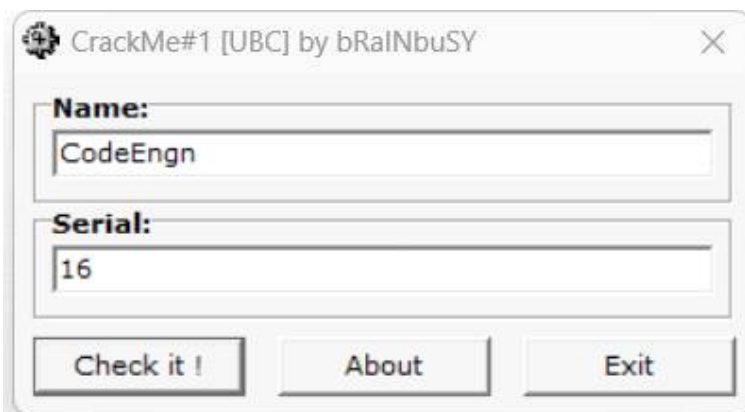 CrackMe#1 [UBC] by bRaINbuSY
Name:
CodeEngn
Serial:
16
Check it !
About
Exit